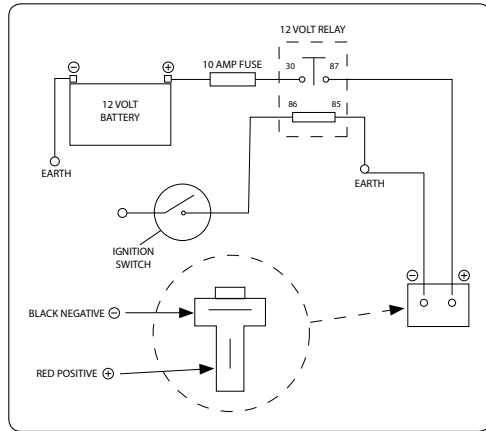 12 VOLT RELAY
⊖
⊕
10 AMP FUSE
30
87
12 VOLT
BATTERY
86
85
EARTH
EARTH
IGNITION
SWITCH
⊖
⊕
BLACK NEGATIVE ⊖
RED POSITIVE ⊕